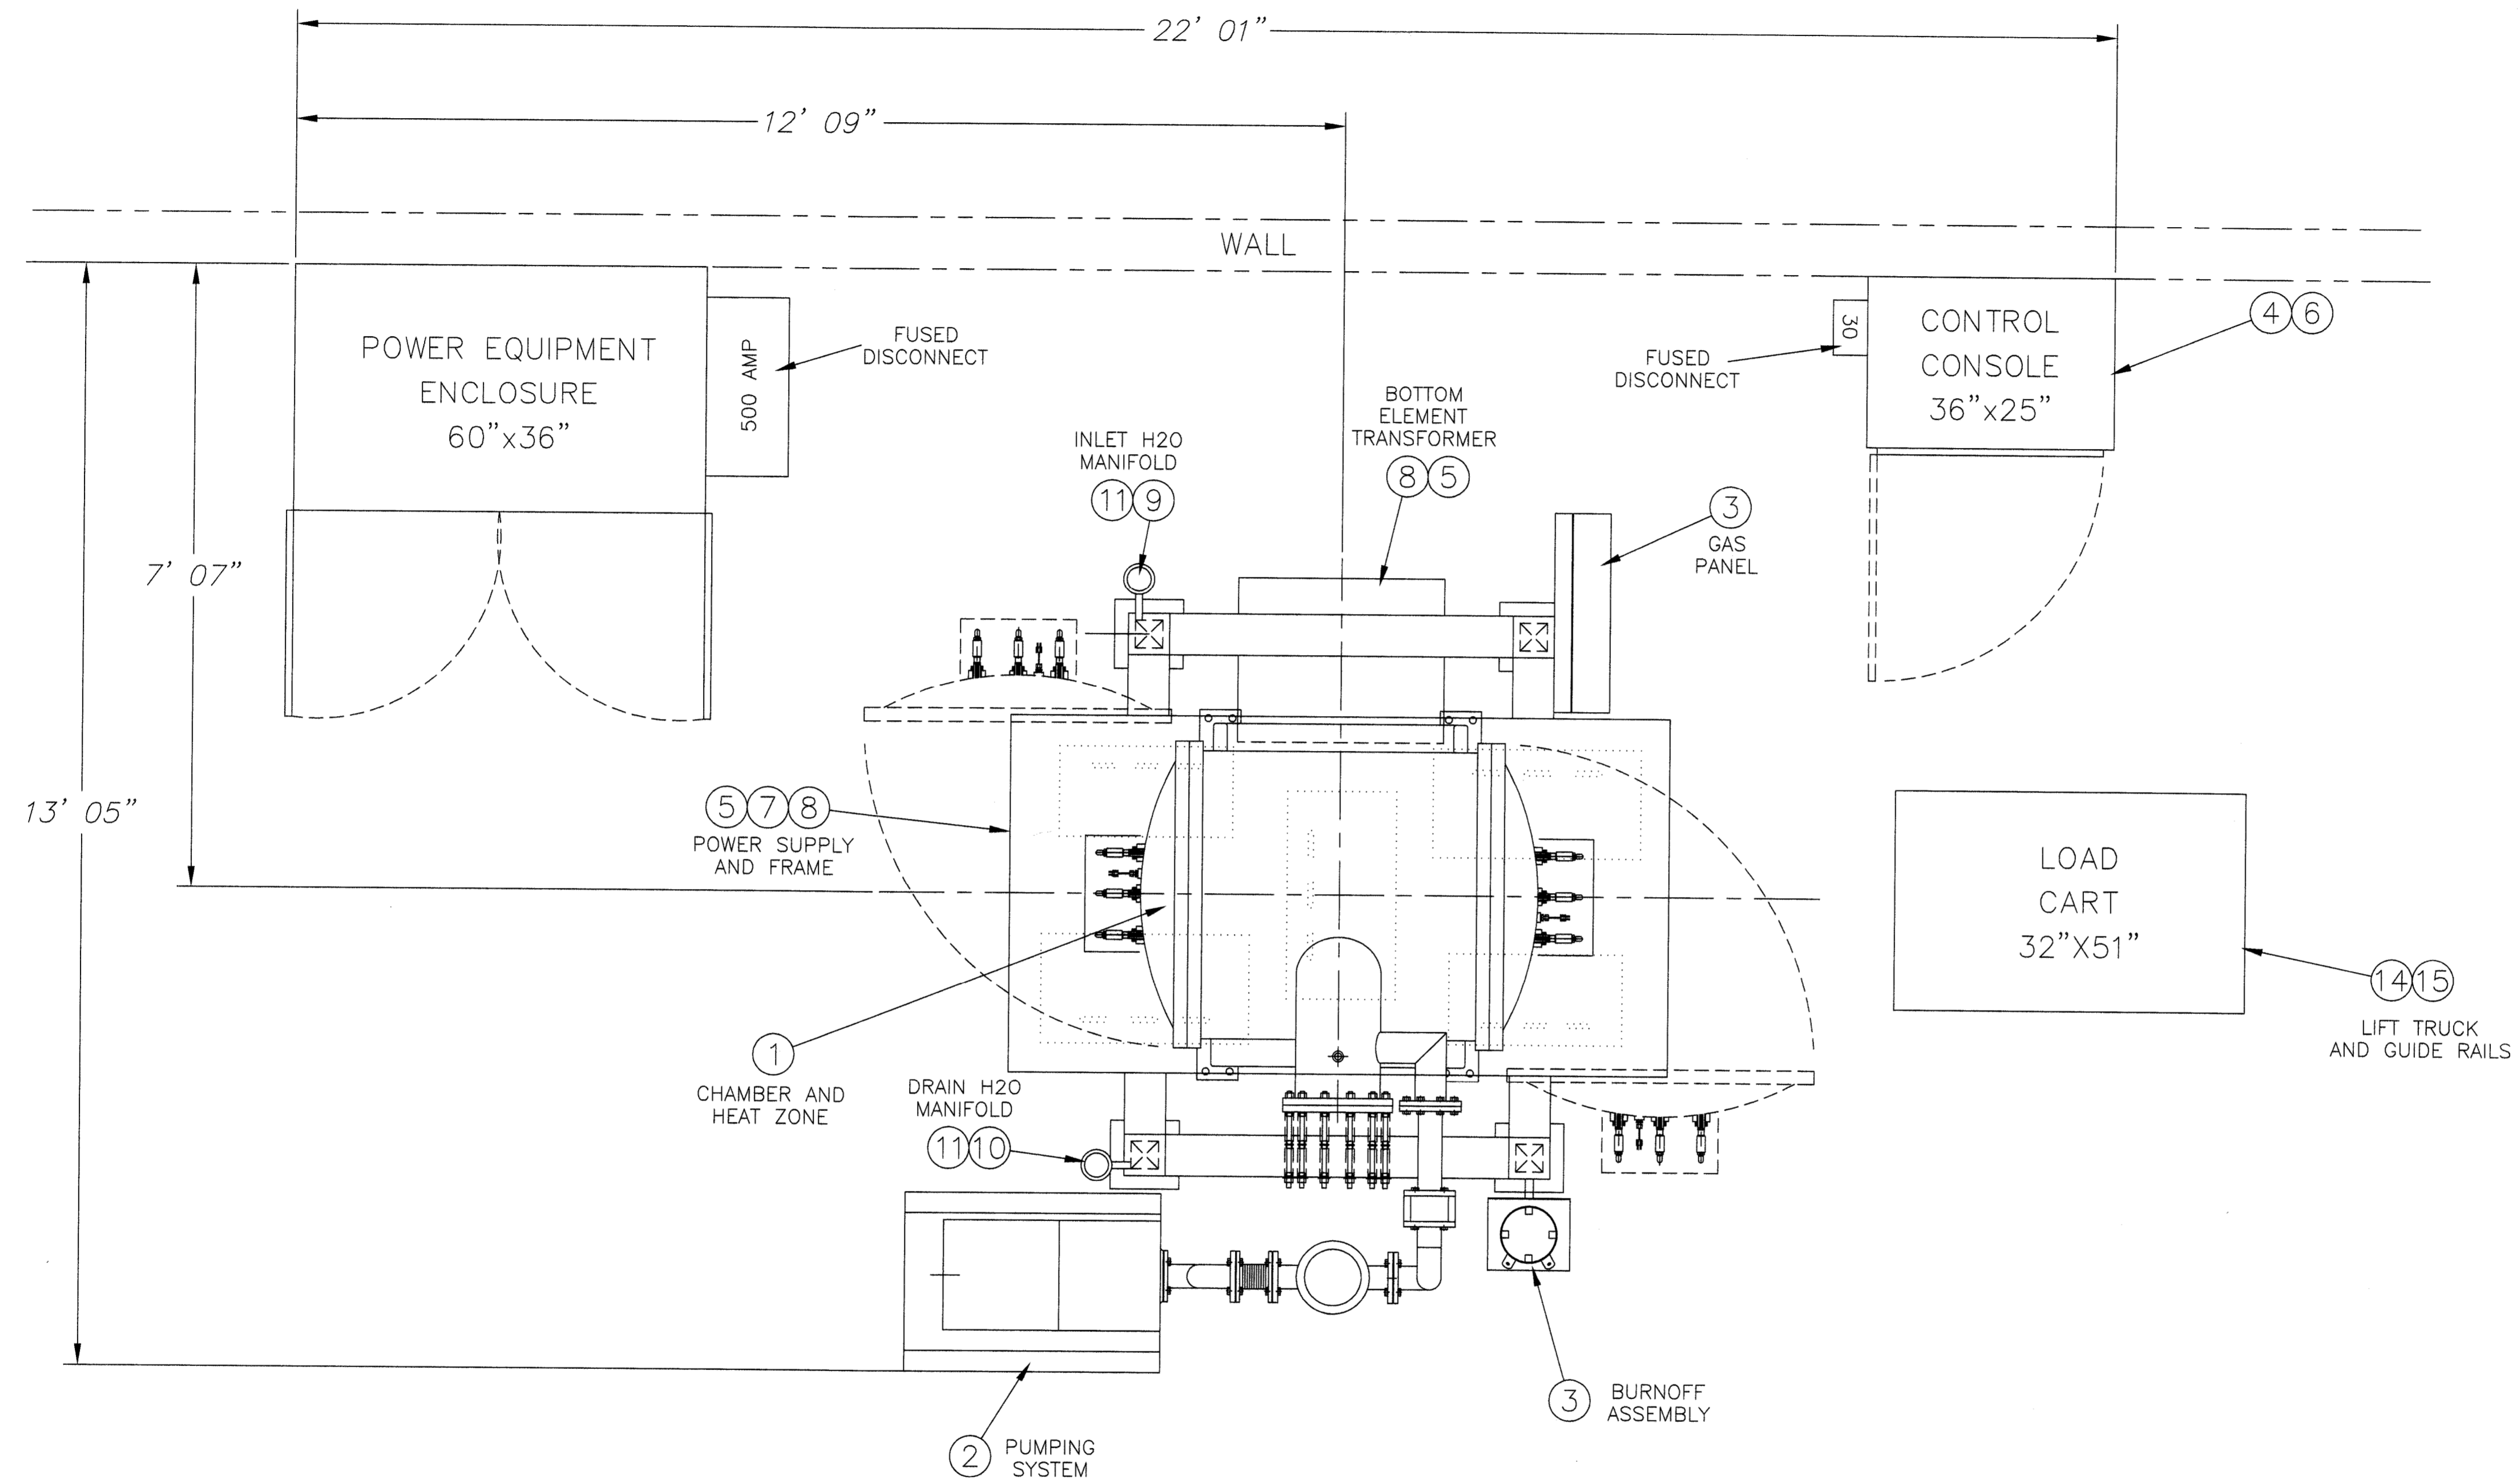 22' 01"
12' 09"
WALL
POWER EQUIPMENT
ENCLOSURE
60"x36"
500 AMP
FUSED
DISCONNECT
FUSED
DISCONNECT
30
CONTROL
CONSOLE
36"x25"
4 6
BOTTOM
ELEMENT
TRANSFORMER
8 5
INLET H2O
MANIFOLD
11 9
3
GAS
PANEL
7' 07"
13' 05"
5 7 8
POWER SUPPLY
AND FRAME
LOAD
CART
32"X51"
14 15
LIFT TRUCK
AND GUIDE RAILS
1
CHAMBER AND
HEAT ZONE
DRAIN H2O
MANIFOLD
11 10
3
BURNOFF
ASSEMBLY
2
PUMPING
SYSTEM